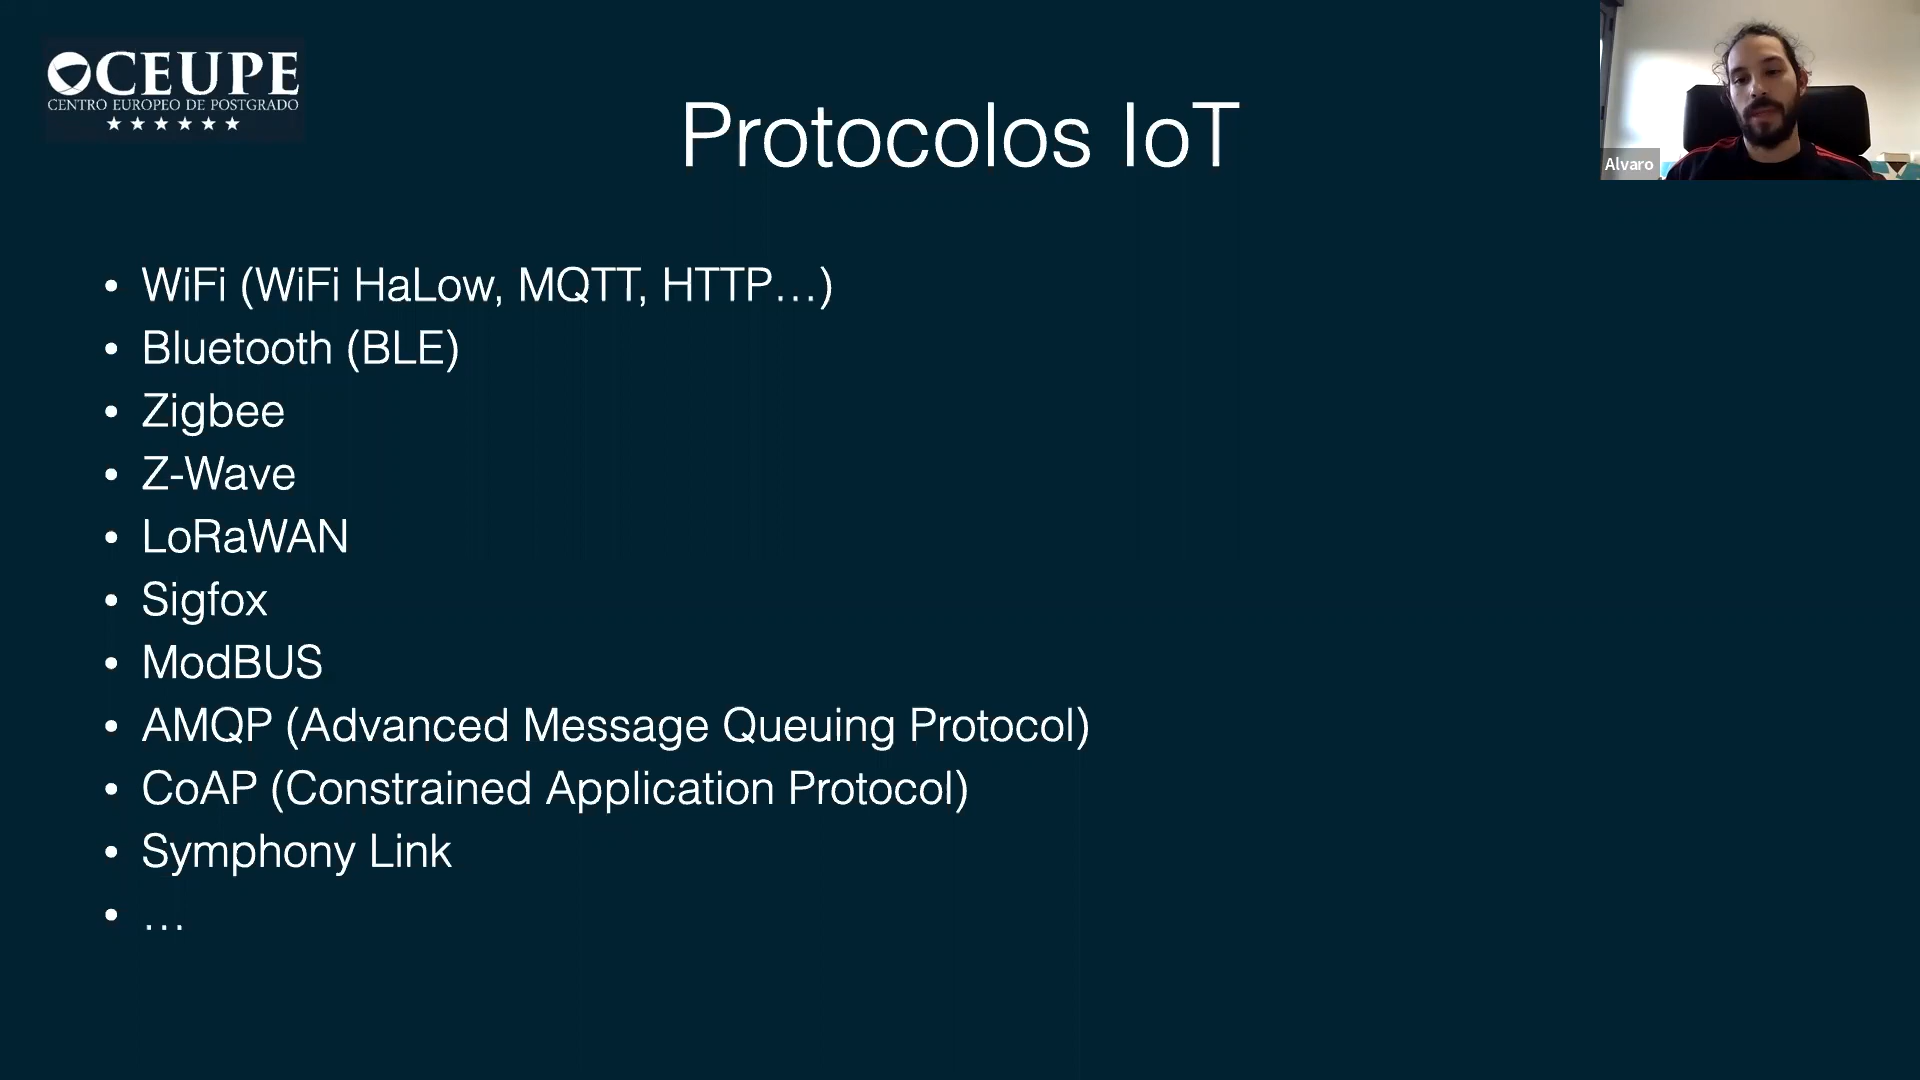 CEUPE
CENTRO EUROPEO DE POSTGRADO
Protocolos IoT
Alvaro
• WiFi (WiFi HaLow, MQTT, HTTP...)
• Bluetooth (BLE)
• Zigbee
• Z-Wave
• LoRaWAN
• Sigfox
• ModBUS
• AMQP (Advanced Message Queuing Protocol)
• CoAP (Constrained Application Protocol)
• Symphony Link
• ...